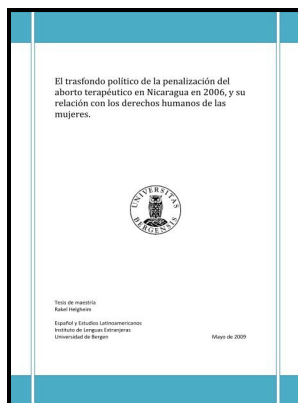 El trasfondo político de la penalización del
aborto terapéutico en Nicaragua en 2006, y su
relación con los derechos humanos de las
mujeres.
UNIVERSITAS
BERGENSIS
Tesis de maestría
Rakel Helgheim
Español y Estudios Latinoamericanos
Instituto de Lenguas Extranjeras
Universidad de Bergen
Mayo de 2009